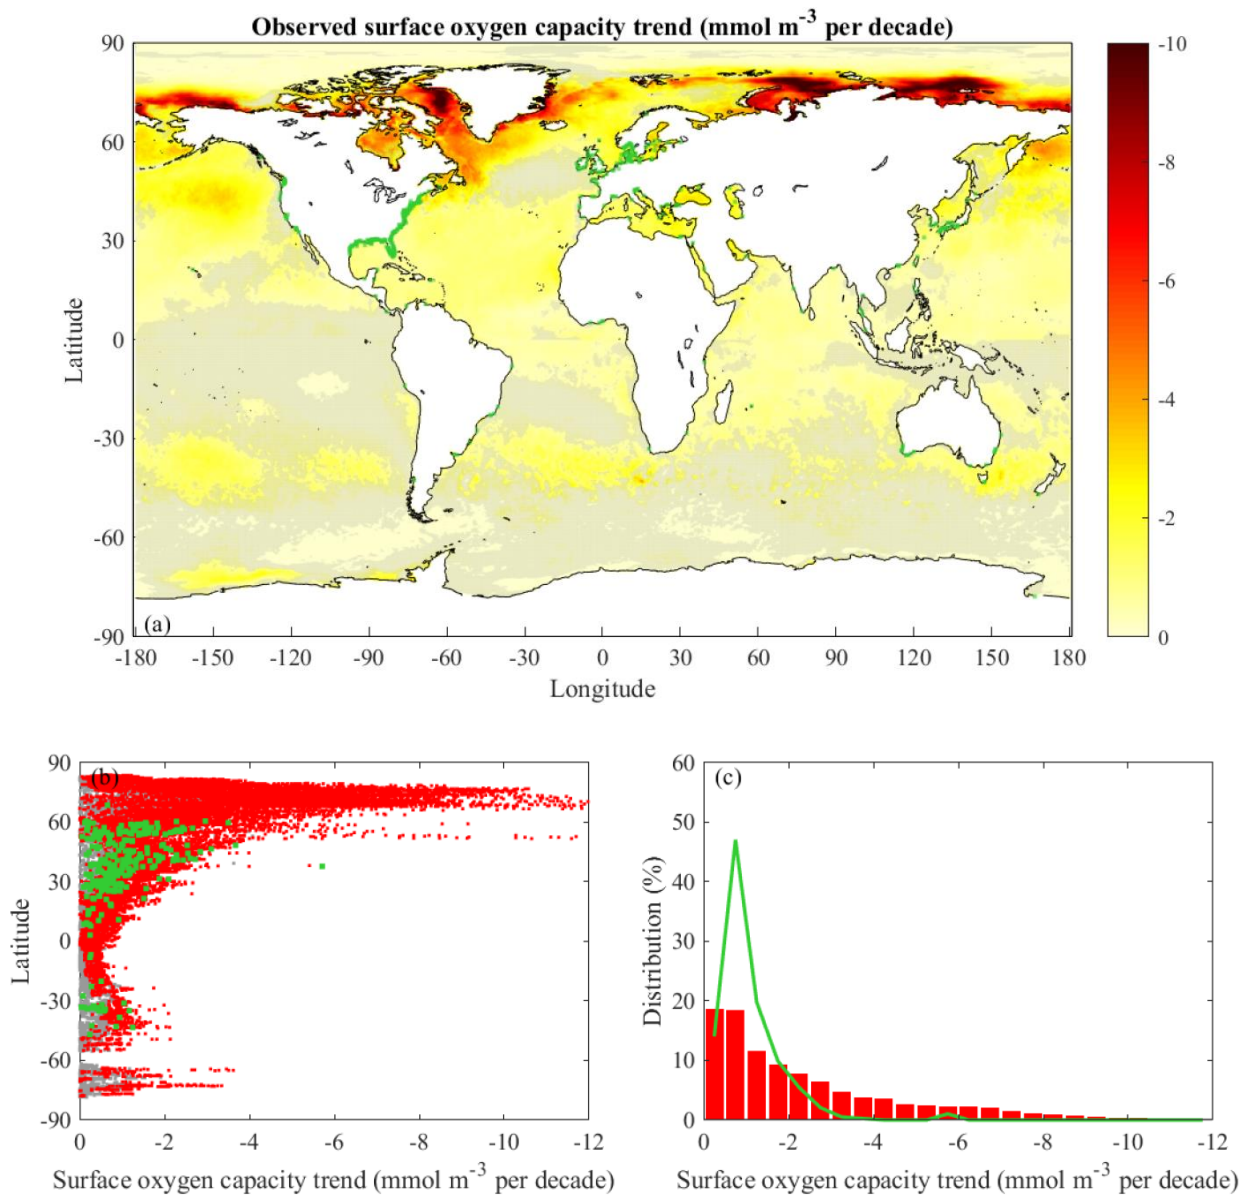 Observed surface oxygen capacity trend (mmol m-3 per decade)
90
60
30
0
-30
-60
-90
Latitude
(a)
-180 -150 -120 -90 -60 -30 0 30 60 90 120 150 180
Longitude
-10
-8
-6
-4
-2
0
90
60
30
0
-30
-60
-90
Latitude
(b)
0 -2 -4 -6 -8 -10 -12
Surface oxygen capacity trend (mmol m-3 per decade)
60
50
40
30
20
10
0
Distribution (%)
(c)
0 -2 -4 -6 -8 -10 -12
Surface oxygen capacity trend (mmol m-3 per decade)